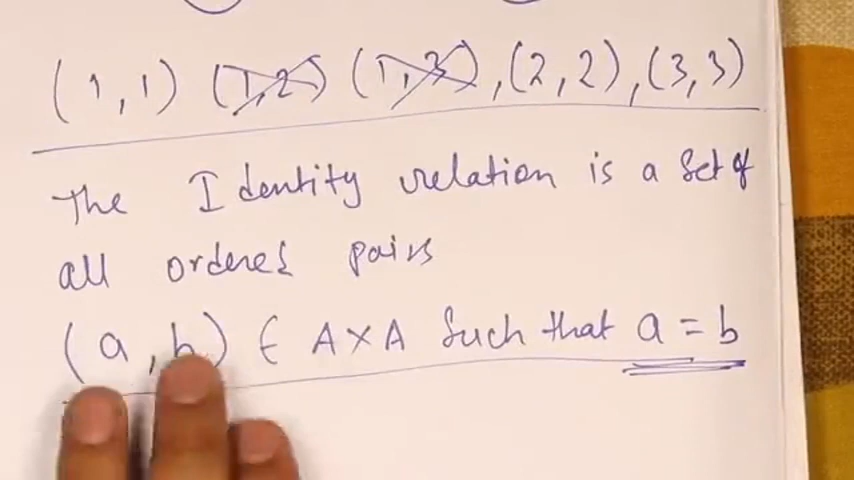 (1,1) (1,2) (1,3), (2,2), (3,3)
The Identity relation is a set of
all ordered pairs
(a,b) ∈ A×A Such that a = b